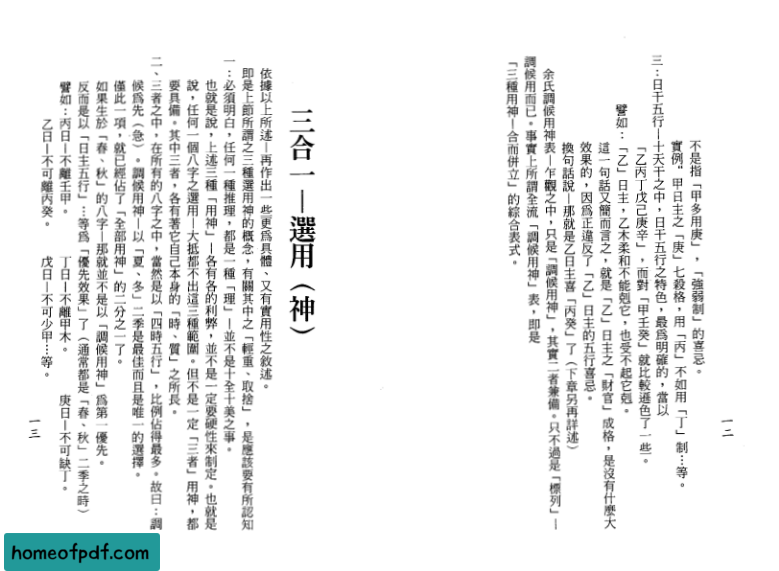 不是指「甲多用庚」，「強弱制」的喜忌。
實例"甲日主之「庚」七殺格，用「丙」不如用「丁」制…等。
三：日干五行—十天干之中，日干五行之特色，最爲明確的，當以
「乙丙丁戊己庚辛」，而對「甲壬癸」就比較遜色了一些。
譬如：「乙」日主，乙木柔和不能剋它，也受不起它剋。
這一句話又簡而言之，就是「乙」日主之「財官」成格，是沒有什麼大
效果的，因爲正違反了「乙」日主的五行喜忌。
換句話說—那就是乙日主喜「丙癸」了（下章另再詳述）
余氏調候用神表—乍觀之中，只是「調候用神」，其實二者兼備。只不過是「標列」—
調候用而已。事實上所謂全流「調候用神」表，即是
「三種用神—合而併立」的綜合表式。
一二
三合一—選用（神）
依據以上所述—再作出一些更爲具體、又有實用性之敘述。
即是上節所謂之三種選用神的概念，有關其中之「輕重、取捨」，是應該要有所認知
一：必須明白，任何一種推理，都是一種「理」—並不是十全十美之事。
也就是說，上述三種「用神」—各有各的利弊，並不是一定要硬性來制定。也就是
說，任何一個八字之選用—大抵都不出這三種範圍。但不是一定「三者」用神，都
要具備。其中三者，各有著它自己本身的「時、質」之所長。
二、三者之中，在所有的八字之中，當然是以「四時五行」，比例佔得最多。故曰：調
候爲先（急）。調候用神—以「夏、冬」二季是最佳而且是唯一的選擇。
僅此一項，就已經佔了「全部用神」的二分之一了。
如果生於「春、秋」的八字—那就並不是以「調候用神」爲第一優先。
反而是以「日主五行」…等爲「優先效果」了（通常都是「春、秋」二季之時）
譬如：丙日—不離壬甲。　丁日—不離甲木。　庚日—不可缺丁。
乙日—不可離丙癸。　戊日—不可少甲…等。
一三
homeofpdf.com